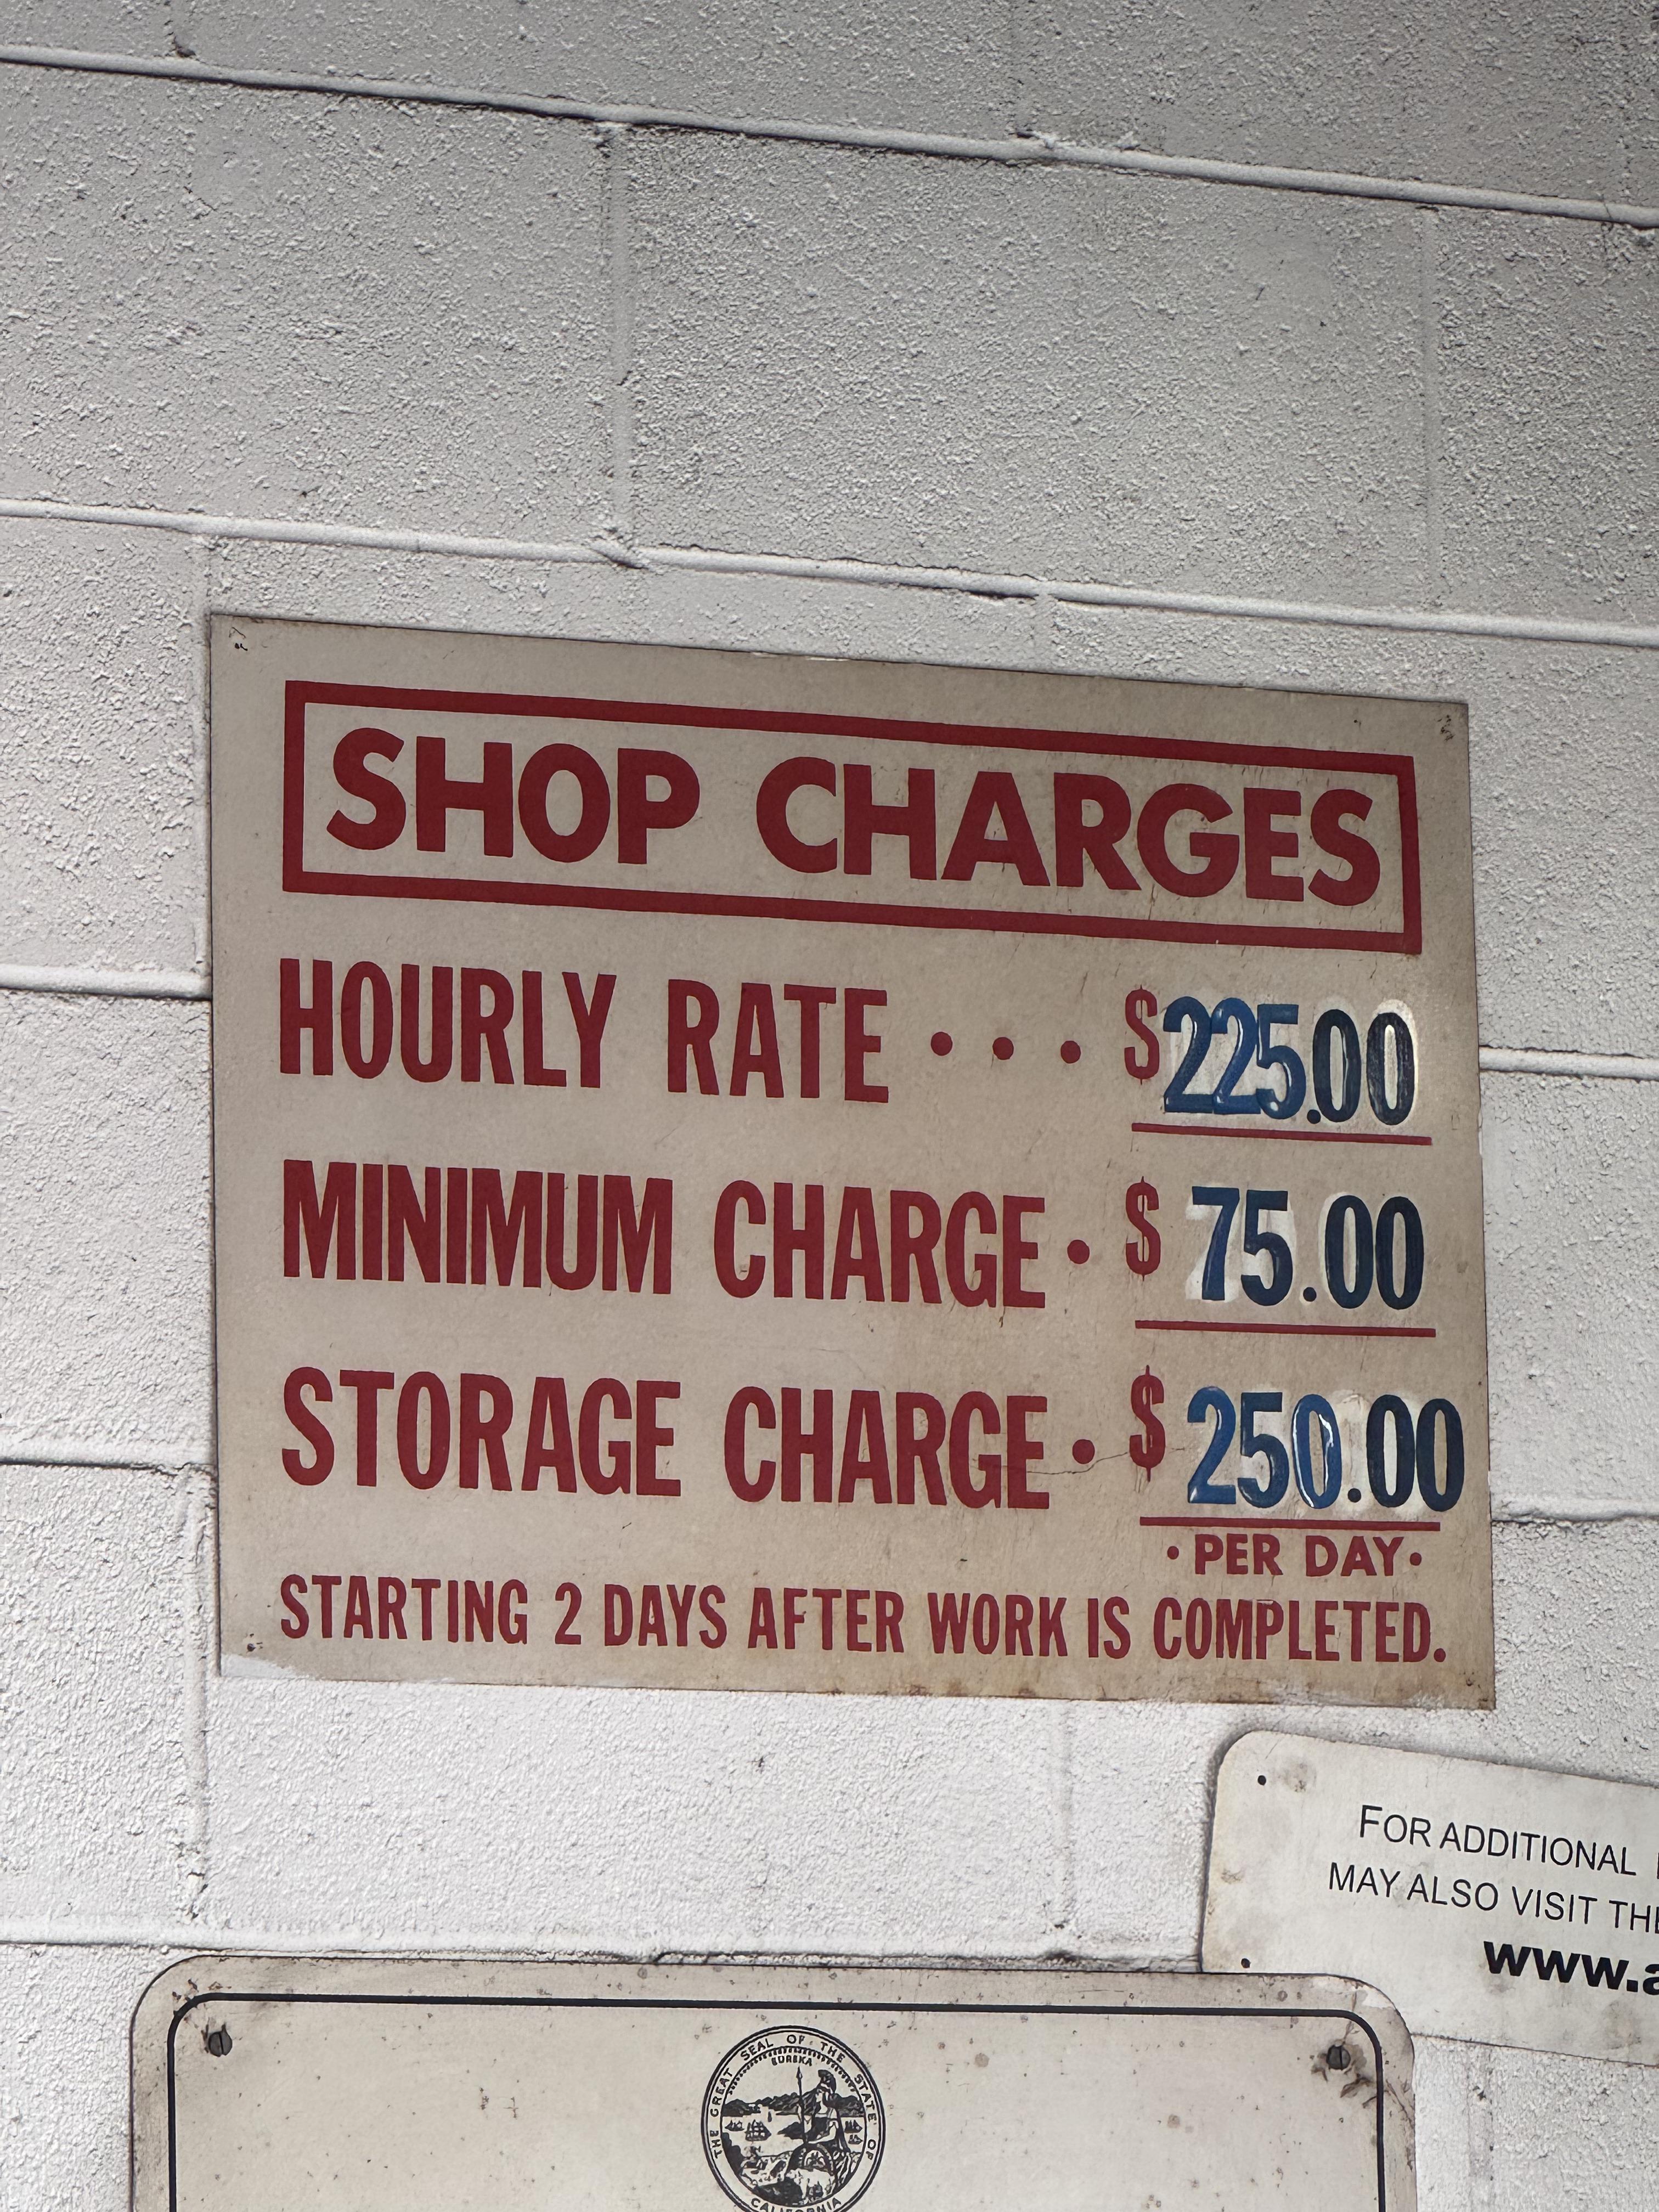 SHOP CHARGES
HOURLY RATE • • • $225.00
MINIMUM CHARGE • $ 75.00
STORAGE CHARGE • $ 250.00
• PER DAY •
STARTING 2 DAYS AFTER WORK IS COMPLETED.
FOR ADDITIONAL
MAY ALSO VISIT THE
www.a
THE GREAT SEAL OF THE STATE OF CALIFORNIA
EUREKA